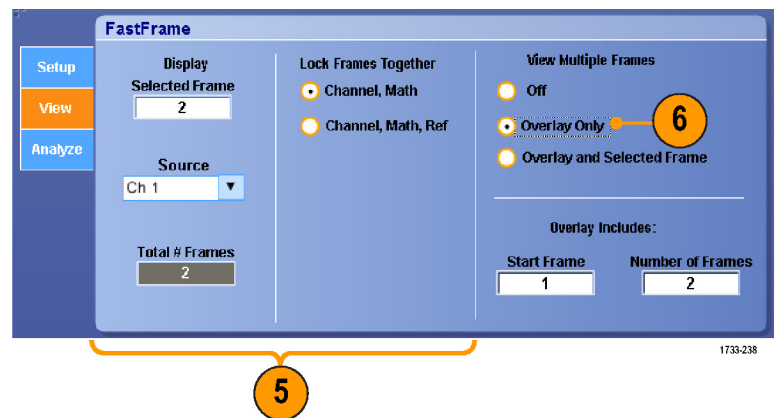 FastFrame
Setup
View
Analyze
Display
Selected Frame
2
Source
Ch 1
Total # Frames
2
Lock Frames Together
Channel, Math
Channel, Math, Ref
View Multiple Frames
Off
Overlay Only
6
Overlay and Selected Frame
Overlay Includes:
Start Frame
1
Number of Frames
2
1733-238
5